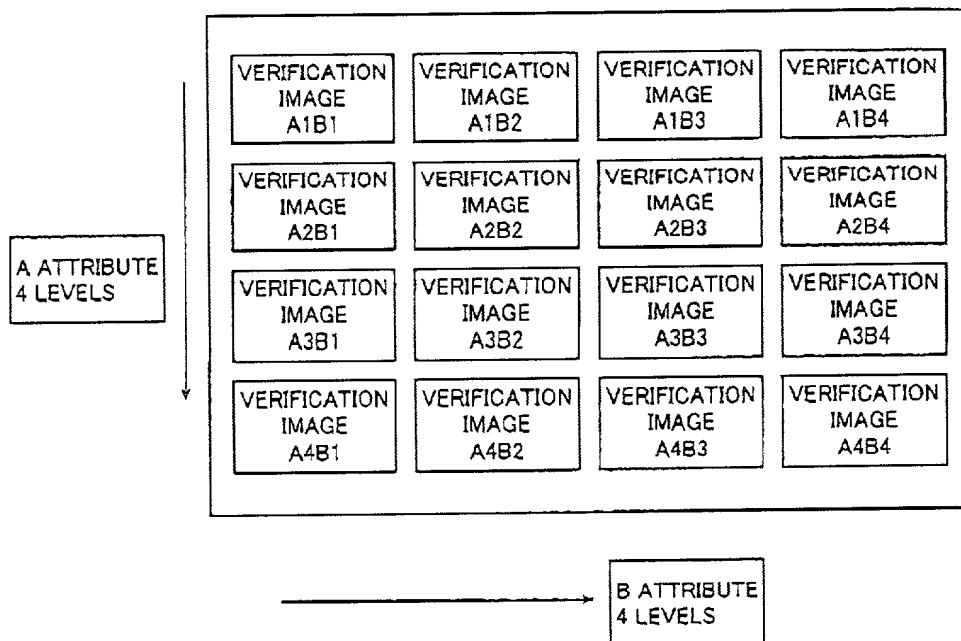 VERIFICATION
IMAGE
A1B1
VERIFICATION
IMAGE
A1B2
VERIFICATION
IMAGE
A1B3
VERIFICATION
IMAGE
A1B4
VERIFICATION
IMAGE
A2B1
VERIFICATION
IMAGE
A2B2
VERIFICATION
IMAGE
A2B3
VERIFICATION
IMAGE
A2B4
A ATTRIBUTE
4 LEVELS
VERIFICATION
IMAGE
A3B1
VERIFICATION
IMAGE
A3B2
VERIFICATION
IMAGE
A3B3
VERIFICATION
IMAGE
A3B4
VERIFICATION
IMAGE
A4B1
VERIFICATION
IMAGE
A4B2
VERIFICATION
IMAGE
A4B3
VERIFICATION
IMAGE
A4B4
B ATTRIBUTE
4 LEVELS